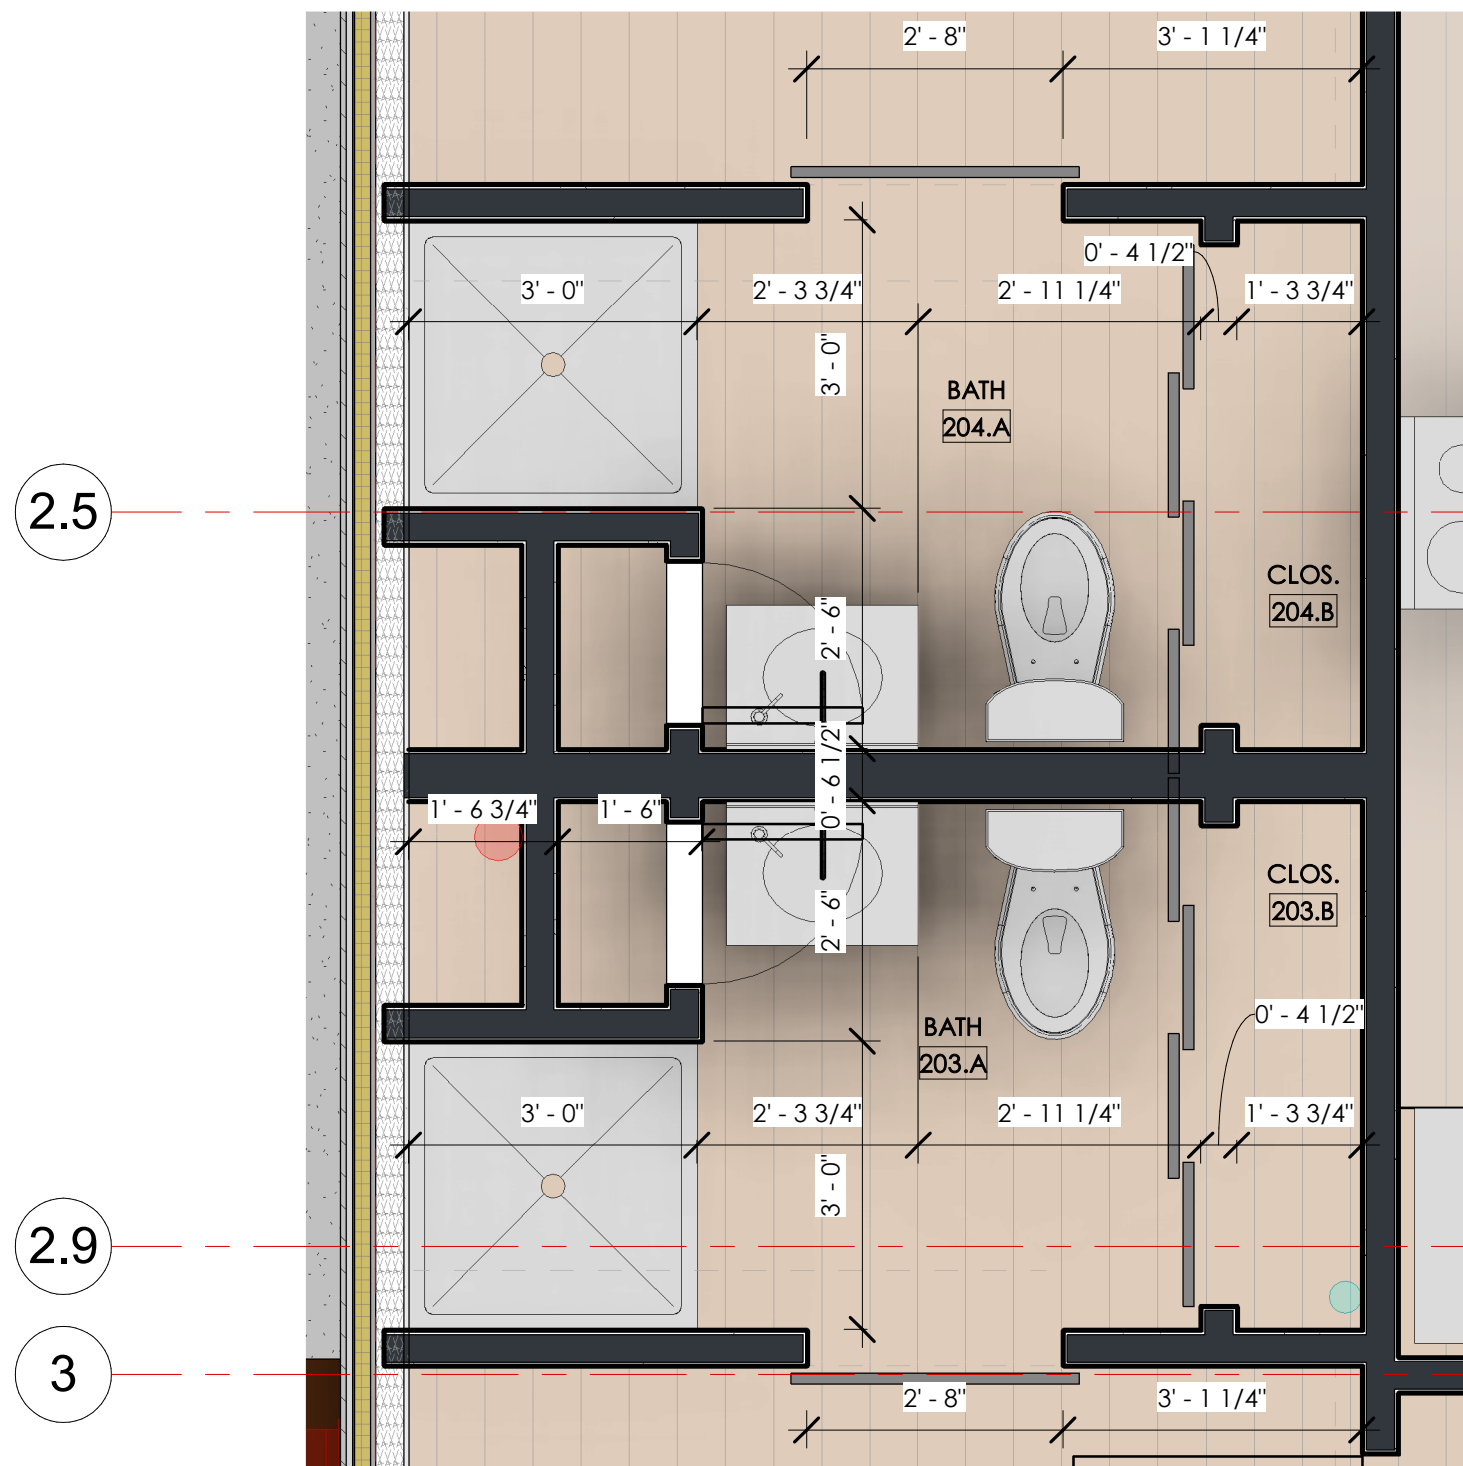 2' - 8" 3' - 1 1/4"
0' - 4 1/2"
3' - 0" 2' - 3 3/4" 2' - 11 1/4" 1' - 3 3/4"
3' - 0"
BATH
204.A
2.5
CLOS.
204.B
2' - 6"
0' - 6 1/2"
1' - 6 3/4" 1' - 6"
2' - 6"
CLOS.
203.B
0' - 4 1/2"
BATH
203.A
3' - 0" 2' - 3 3/4" 2' - 11 1/4" 1' - 3 3/4"
3' - 0"
2.9
3
2' - 8" 3' - 1 1/4"